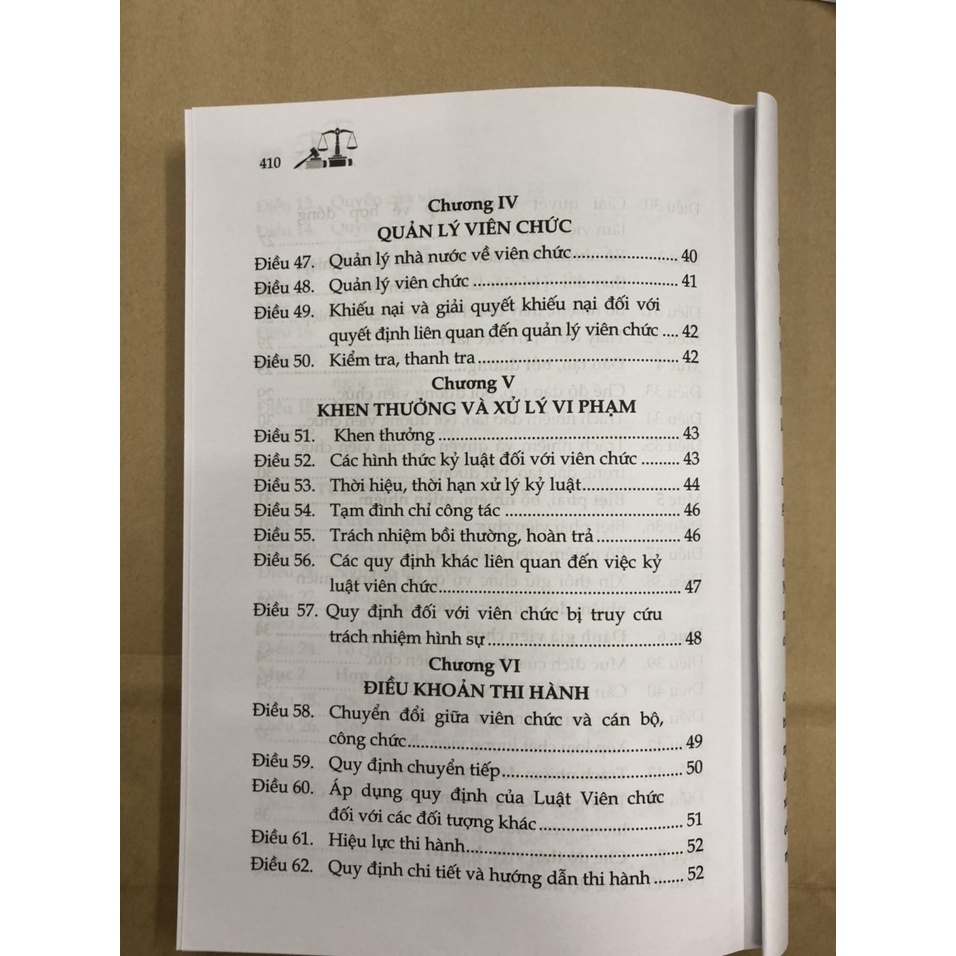 410
Chương IV
QUẢN LÝ VIÊN CHỨC
Điều 47. Quản lý nhà nước về viên chức........................ 40
Điều 48. Quản lý viên chức ............................................... 41
Điều 49. Khiếu nại và giải quyết khiếu nại đối với
quyết định liên quan đến quản lý viên chức .... 42
Điều 50. Kiểm tra, thanh tra.............................................. 42
Chương V
KHEN THƯỞNG VÀ XỬ LÝ VI PHẠM
Điều 51. Khen thưởng ...................................................... 43
Điều 52. Các hình thức kỷ luật đối với viên chức ......... 43
Điều 53. Thời hiệu, thời hạn xử lý kỷ luật...................... 44
Điều 54. Tạm đình chỉ công tác ........................................ 46
Điều 55. Trách nhiệm bồi thường, hoàn trả ................... 46
Điều 56. Các quy định khác liên quan đến việc kỷ
luật viên chức...................................................... 47
Điều 57. Quy định đối với viên chức bị truy cứu
trách nhiệm hình sự............................................ 48
Chương VI
ĐIỀU KHOẢN THI HÀNH
Điều 58. Chuyển đổi giữa viên chức và cán bộ,
công chức............................................................. 49
Điều 59. Quy định chuyển tiếp......................................... 50
Điều 60. Áp dụng quy định của Luật Viên chức
đối với các đối tượng khác................................. 51
Điều 61. Hiệu lực thi hành................................................ 52
Điều 62. Quy định chi tiết và hướng dẫn thi hành ....... 52